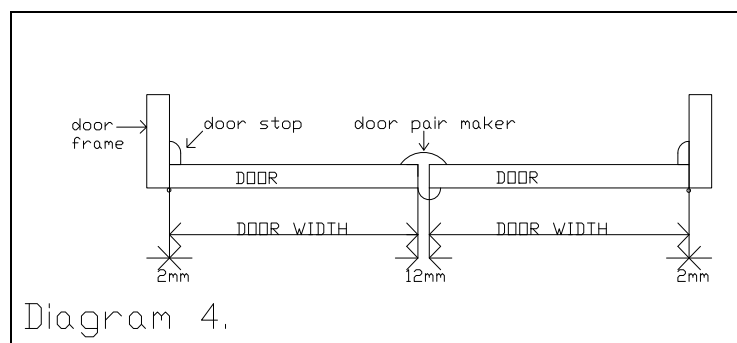 door frame
door stop
door pair maker
DOOR
DOOR
DOOR WIDTH
DOOR WIDTH
2mm
12mm
2mm
Diagram 4.